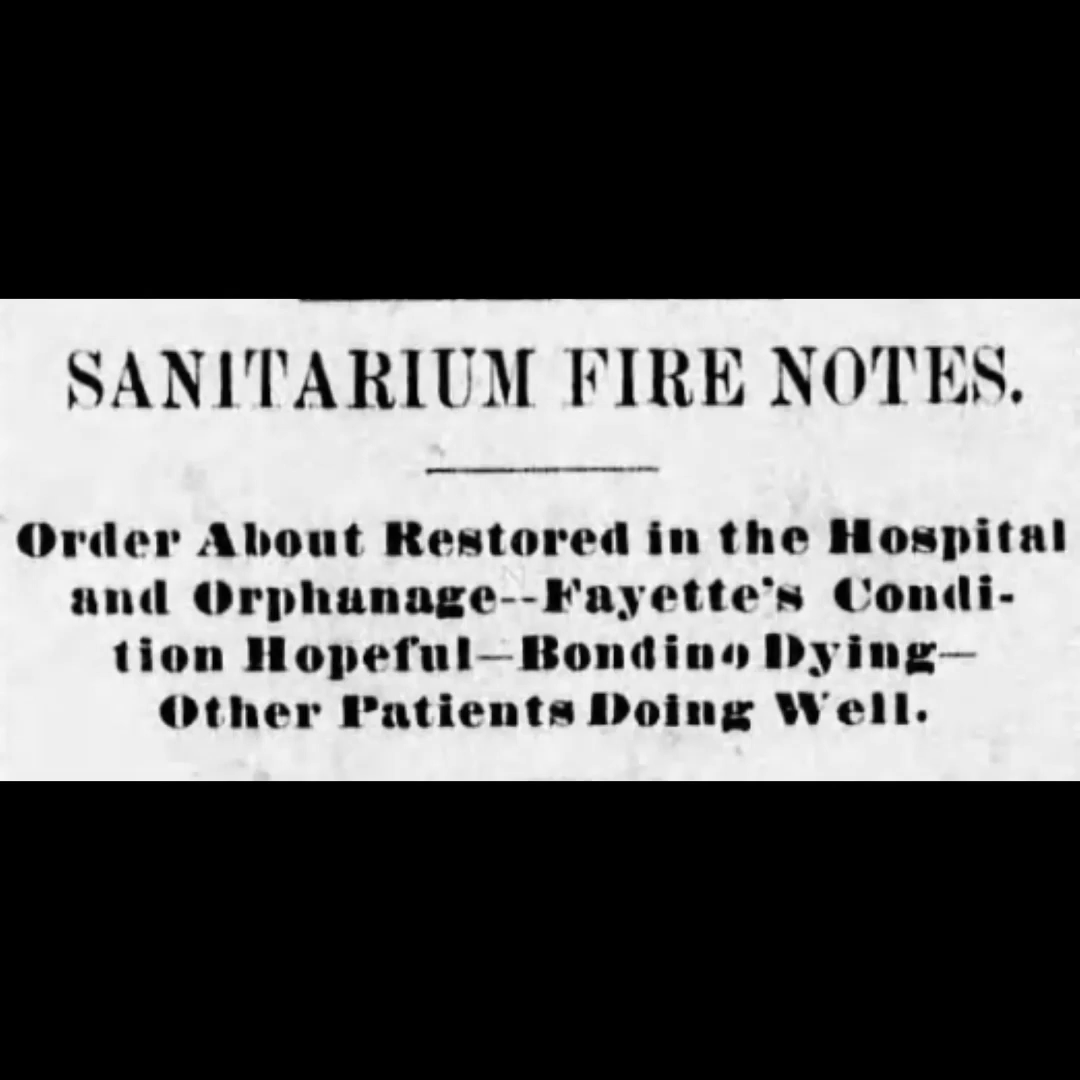 SANITARIUM FIRE NOTES.
Order About Restored in the Hospital
and Orphanage--Fayette's Condi-
tion Hopeful—Bondino Dying—
Other Patients Doing Well.